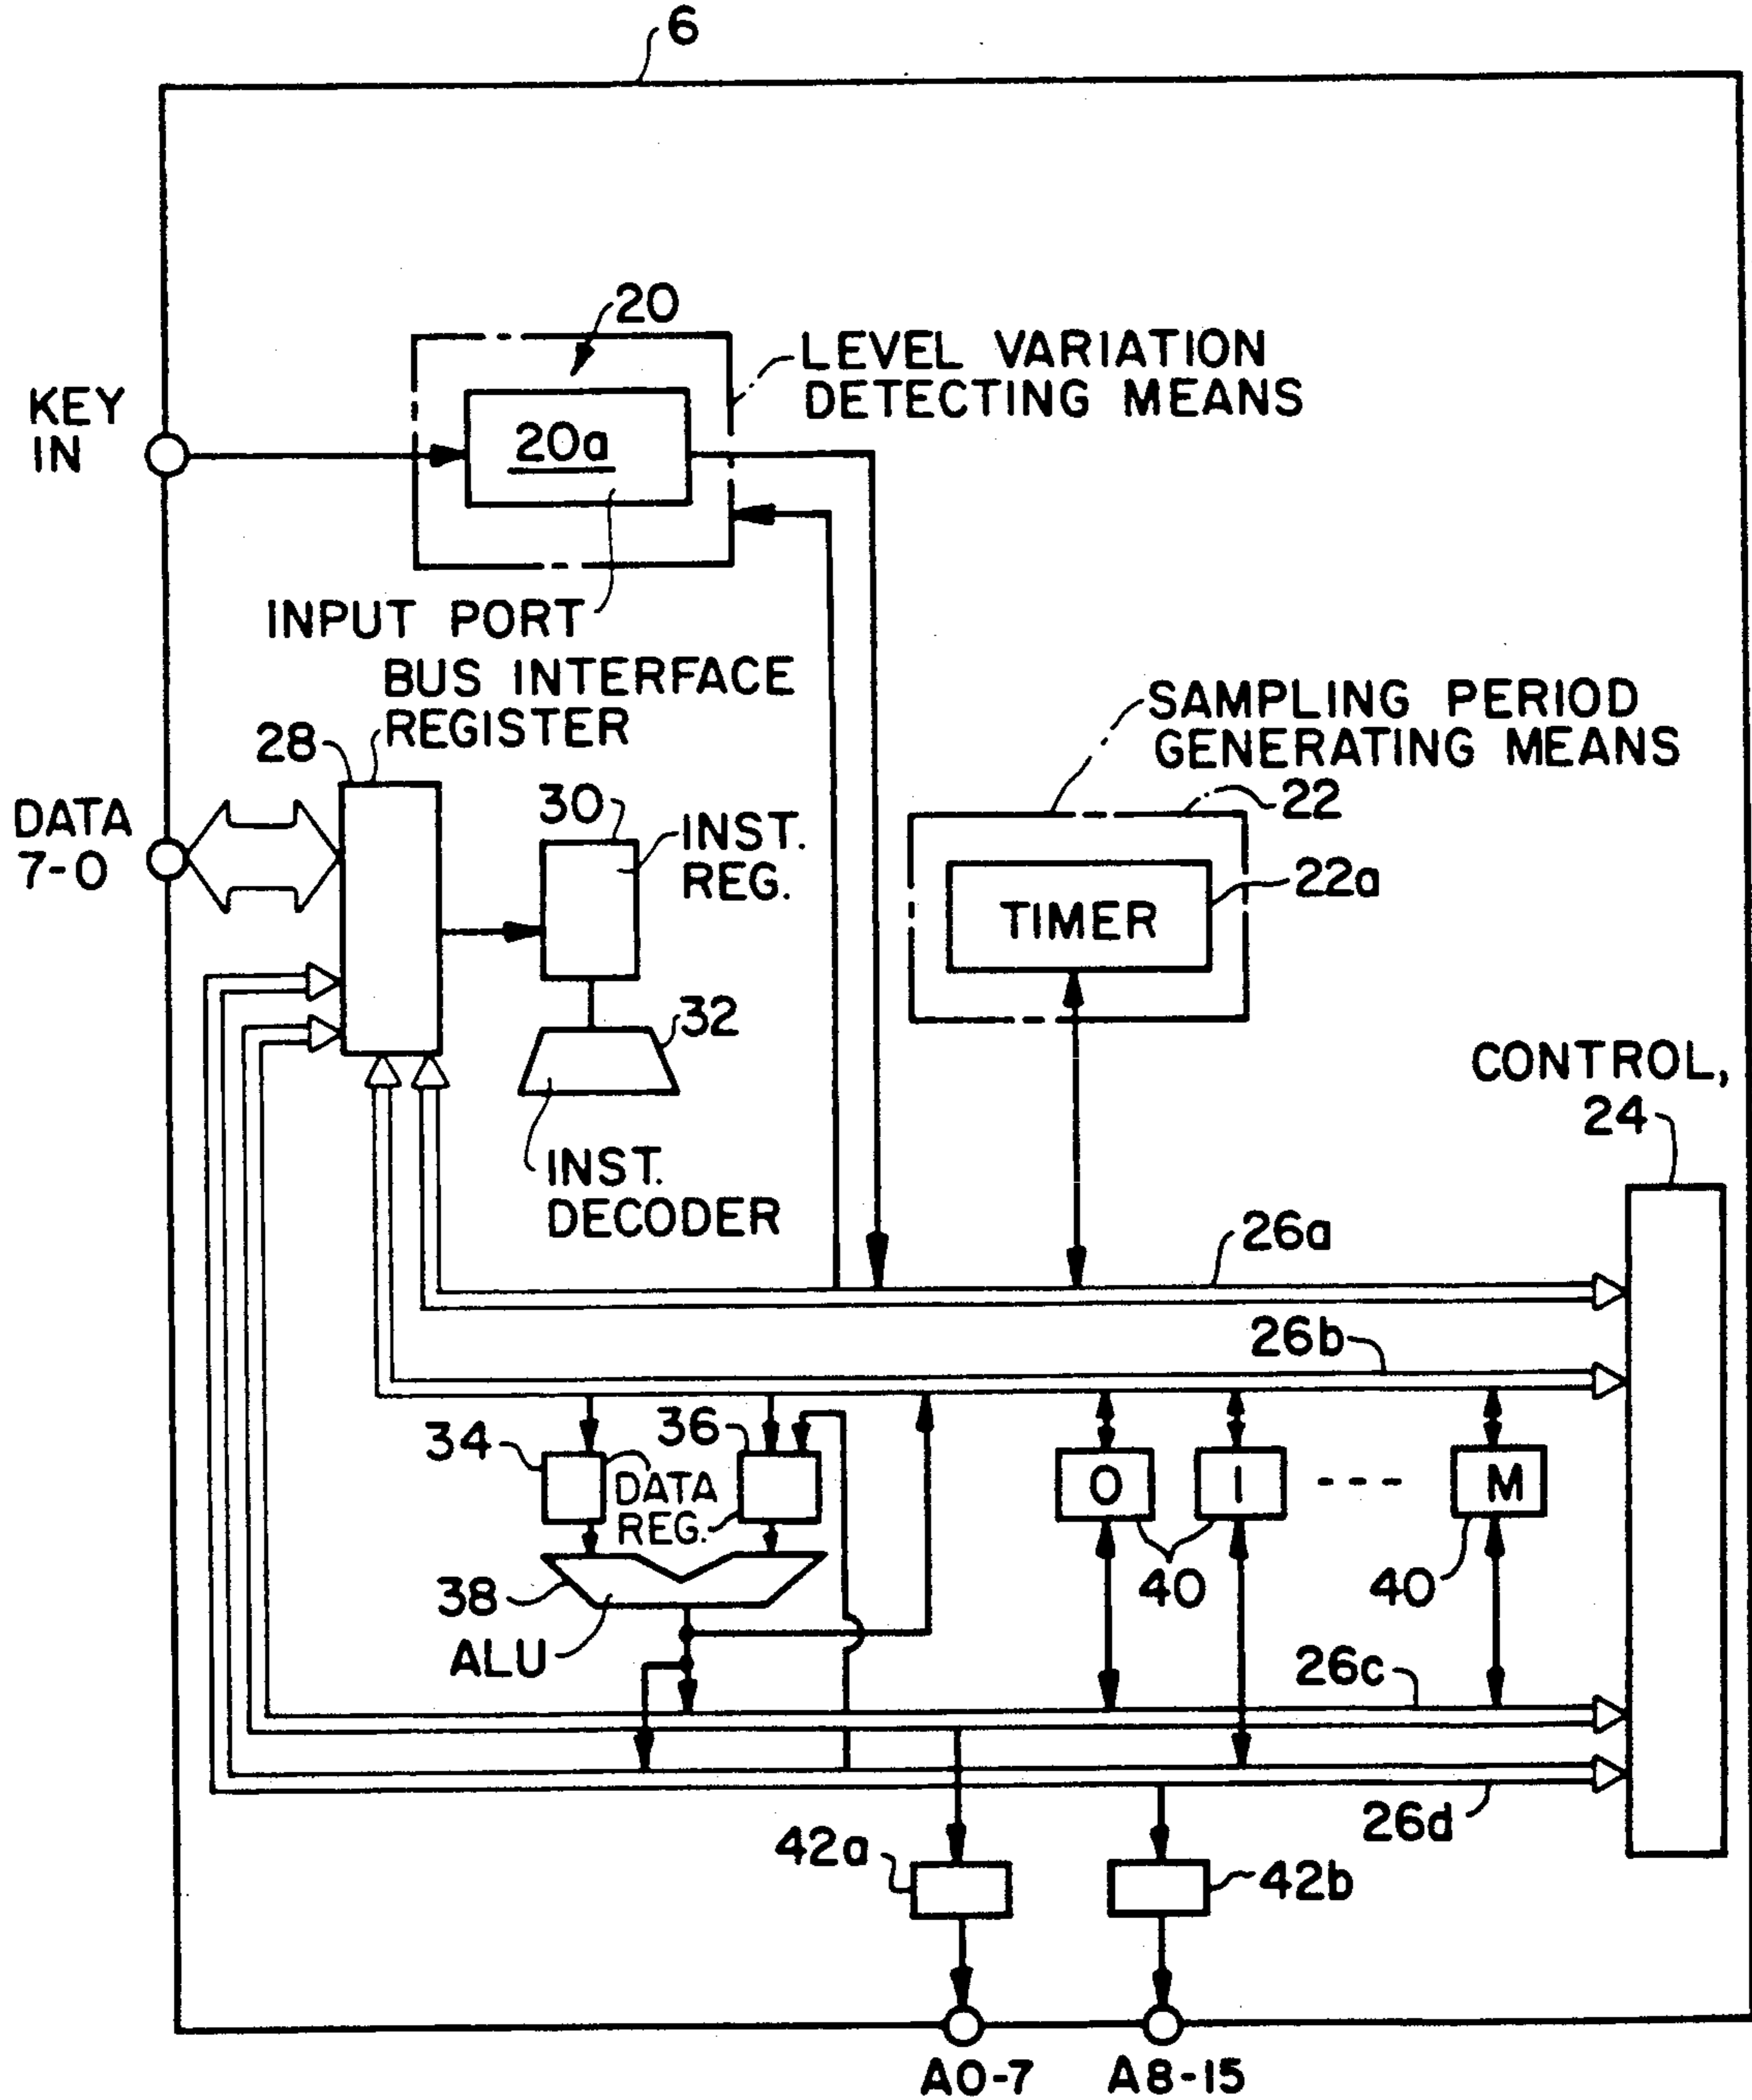 6
20
LEVEL VARIATION
DETECTING MEANS
KEY
IN
20a
INPUT PORT
BUS INTERFACE
REGISTER
28
SAMPLING PERIOD
GENERATING MEANS
22
DATA
7-0
30
INST.
REG.
22a
TIMER
32
CONTROL,
24
INST.
DECODER
26a
26b
34
36
DATA
REG.
O
I
---
M
38
40
40
ALU
26c
26d
42a
42b
A0-7
A8-15